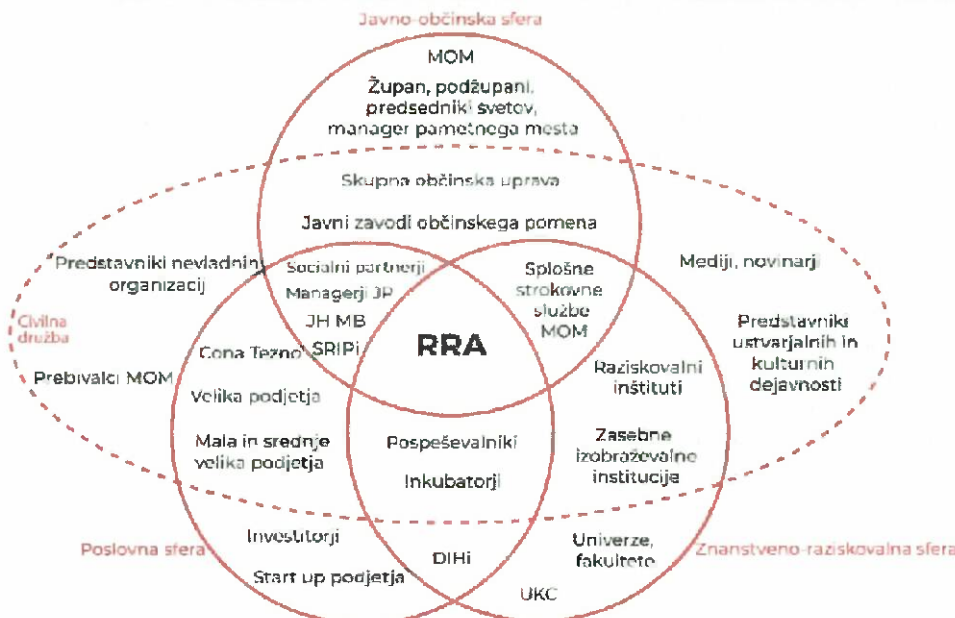 Javno-občinska sfera
MOM
Župan, podžupani,
predsedniki svetov,
manager pametnega mesta
Skupna občinska uprava
Javni zavodi občinskega pomena
Predstavniki nevladnih
organizacij
Socialni partnerji
Managerji JP
JH MB
SRIPi
Splošne
strokovne
službe
MOM
Mediji, novinarji
Civilna
družba
Cona Tezno
RRA
Predstavniki
ustvarjalnih in
kulturnih
dejavnosti
Prebivalci MOM
Raziskovalni
inštituti
Velika podjetja
Mala in srednje
velika podjetja
Pospeševalniki
Inkubatorji
Zasebne
izobraževalne
institucije
Poslovna sfera
Investitorji
Start up podjetja
DIHi
Univerze,
fakultete
UKC
Znanstveno-raziskovalna sfera